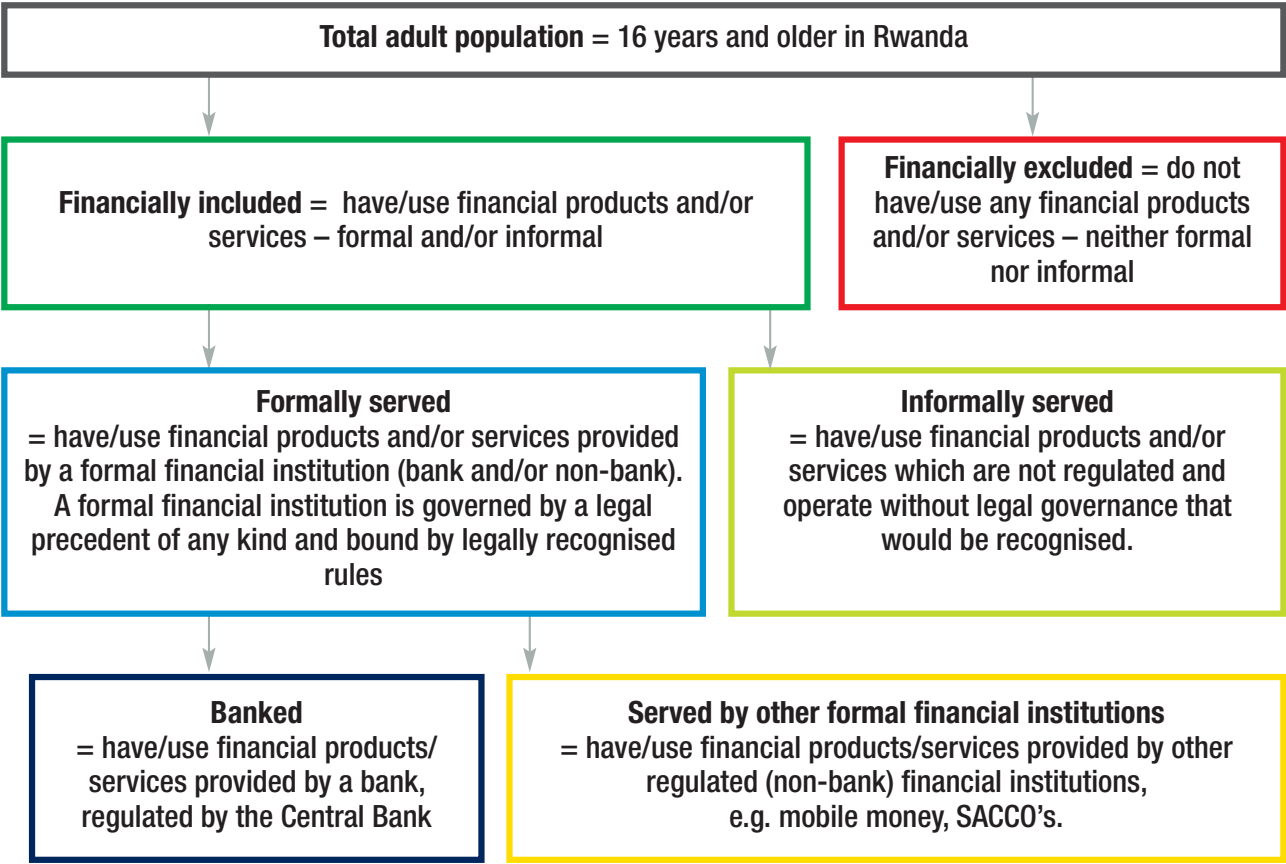 Total adult population = 16 years and older in Rwanda
Financially included = have/use financial products and/or
services – formal and/or informal
Financially excluded = do not
have/use any financial products
and/or services – neither formal
nor informal
Formally served
= have/use financial products and/or services provided
by a formal financial institution (bank and/or non-bank).
A formal financial institution is governed by a legal
precedent of any kind and bound by legally recognised
rules
Informally served
= have/use financial products and/or
services which are not regulated and
operate without legal governance that
would be recognised.
Banked
= have/use financial products/
services provided by a bank,
regulated by the Central Bank
Served by other formal financial institutions
= have/use financial products/services provided by other
regulated (non-bank) financial institutions,
e.g. mobile money, SACCO's.